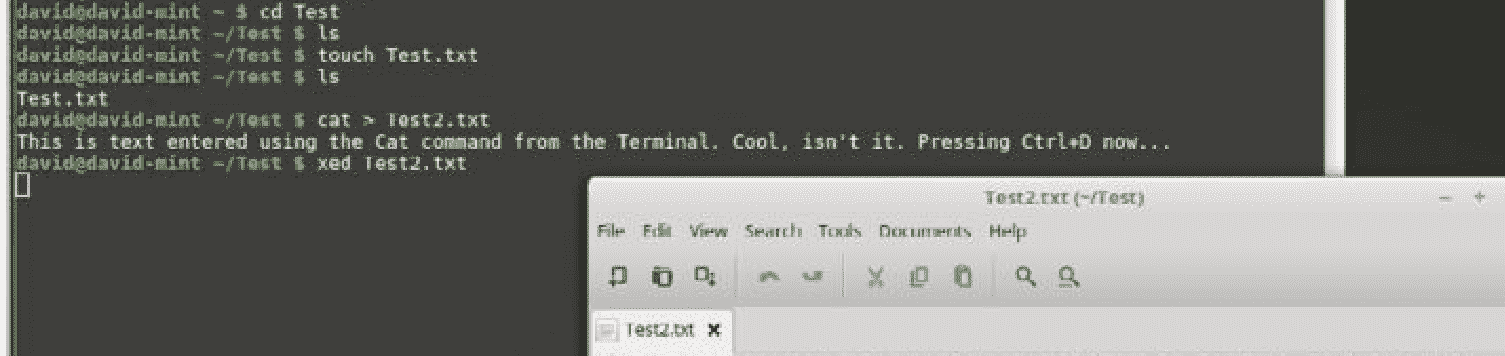 david@david-mint ~ $ cd Test
david@david-mint ~/Test $ ls
david@david-mint ~/Test $ touch Test.txt
david@david-mint ~/Test $ ls
Test.txt
david@david-mint ~/Test $ cat > Test2.txt
This is text entered using the Cat command from the Terminal. Cool, isn't it. Pressing Ctrl+D now...
david@david-mint ~/Test $ xed Test2.txt
Test2.txt (~/Test)
File Edit View Search Tools Documents Help
Test2.txt